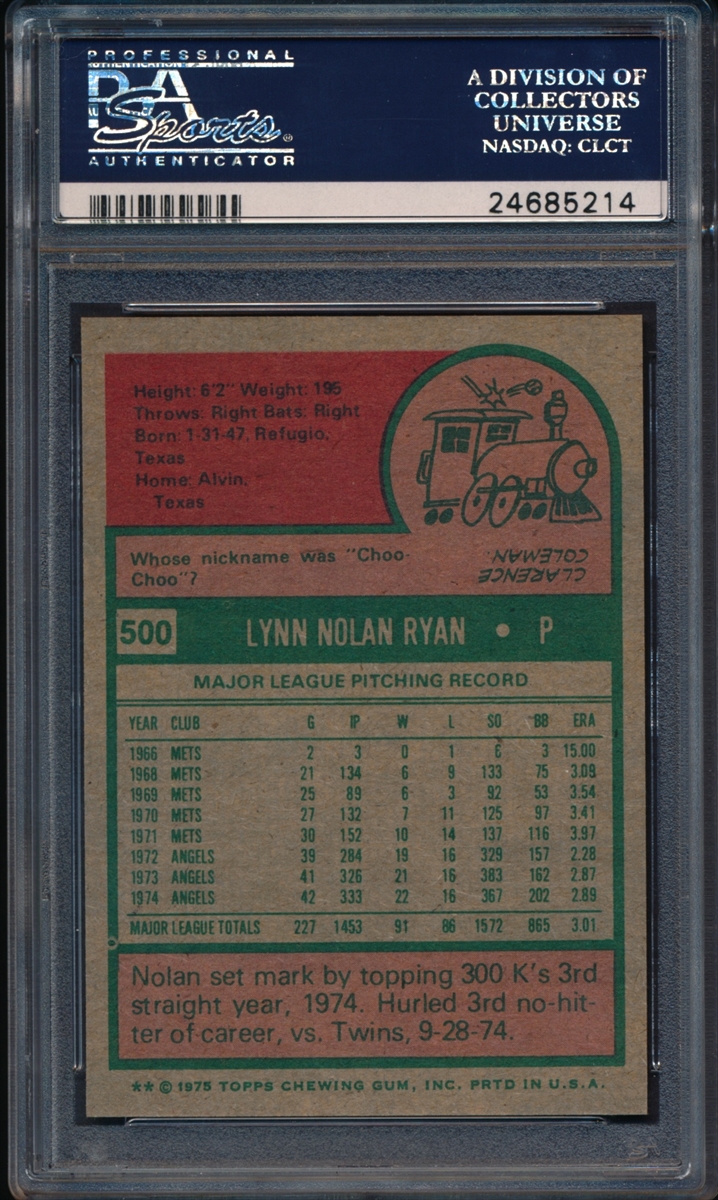 PROFESSIONAL
PSA
Sports
AUTHENTICATOR
A DIVISION OF
COLLECTORS
UNIVERSE
NASDAQ: CLCT
24685214
Height: 6'2" Weight: 195
Throws: Right Bats: Right
Born: 1-31-47, Refugio,
Texas
Home: Alvin,
Texas
Whose nickname was "Choo-
Choo"?
CLARENCE
COLEMAN.
500 LYNN NOLAN RYAN • P
MAJOR LEAGUE PITCHING RECORD
YEAR CLUB G IP W L SO BB ERA
1966 METS 2 3 0 1 6 3 15.00
1968 METS 21 134 6 9 133 75 3.09
1969 METS 25 89 6 3 92 53 3.54
1970 METS 27 132 7 11 125 97 3.41
1971 METS 30 152 10 14 137 116 3.97
1972 ANGELS 39 284 19 16 329 157 2.28
1973 ANGELS 41 326 21 16 383 162 2.87
1974 ANGELS 42 333 22 16 367 202 2.89
MAJOR LEAGUE TOTALS 227 1453 91 86 1572 865 3.01
Nolan set mark by topping 300 K's 3rd
straight year, 1974. Hurled 3rd no-hit-
ter of career, vs. Twins, 9-28-74.
** © 1975 TOPPS CHEWING GUM, INC. PRTD IN U.S.A.